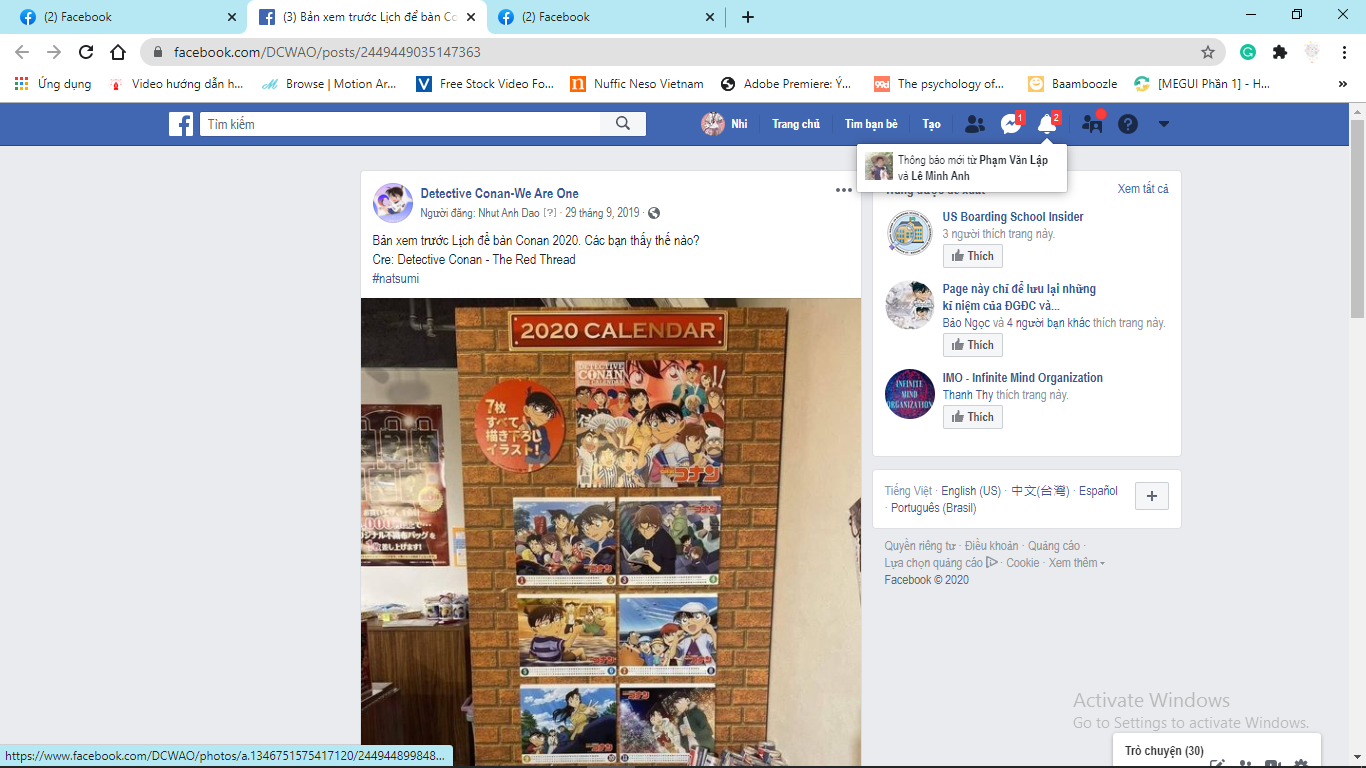 (2) Facebook
(3) Bản xem trước Lịch để bàn Co
(2) Facebook
facebook.com/DCWAO/posts/2449449035147363
Ứng dụng
Video hướng dẫn h...
Browse | Motion Ar...
Free Stock Video Fo...
Nuffic Neso Vietnam
Adobe Premiere: Ý...
99d
The psychology of...
Baamboozle
[MEGUI Phần 1] - H...
Tìm kiếm
Nhi
Trang chủ
Tìm bạn bè
Tạo
1
2
Thông báo mới từ Phạm Văn Lập
và Lê Minh Anh
Detective Conan-We Are One
Người đăng: Nhut Anh Dao [?] · 29 tháng 9, 2019 ·
Bản xem trước Lịch để bàn Conan 2020. Các bạn thấy thế nào?
Cre: Detective Conan - The Red Thread
#natsumi
2020 CALENDAR
DETECTIVE
CONAN
CALENDAR
7枚
すべて
描き下ろし
イラスト!
コナン
Trang được đề xuất
Xem tất cả
US Boarding School Insider
3 người thích trang này.
Thích
Page này chỉ để lưu lại những
kỉ niệm của ĐGĐC và...
Bảo Ngọc và 4 người bạn khác thích trang này.
Thích
INFINITE
MIND
ORGANIZATION
IMO - Infinite Mind Organization
Thanh Thy thích trang này.
Thích
Tiếng Việt · English (US) · 中文(台灣) · Español
· Português (Brasil)
Quyền riêng tư · Điều khoản · Quảng cáo ·
Lựa chọn quảng cáo · Cookie · Xem thêm
Facebook © 2020
Activate Windows
Go to Settings to activate Windows.
Trò chuyện (30)
https://www.facebook.com/DCWAO/photos/a.1346751575417120/244944899848...